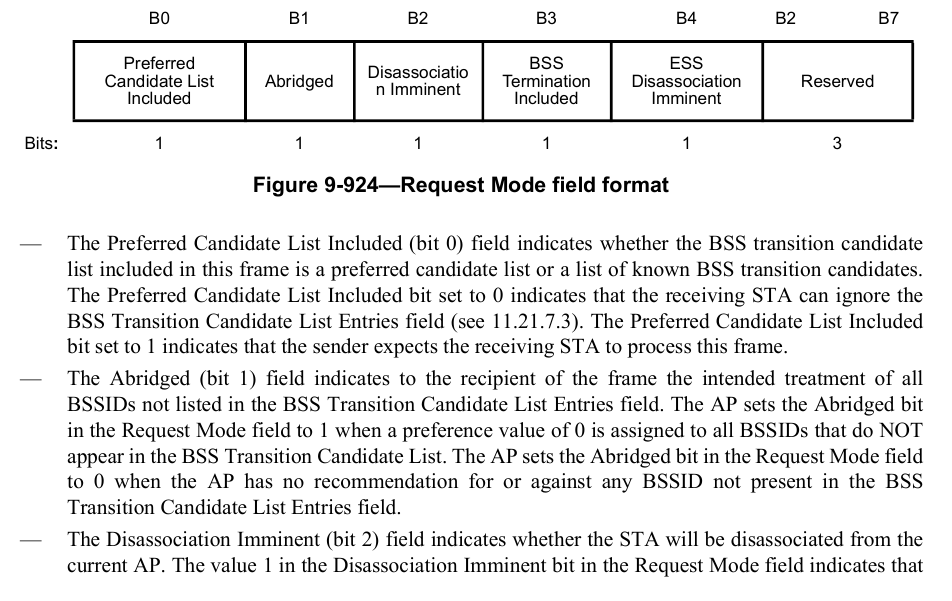 B0 B1 B2 B3 B4 B2 B7
Preferred Candidate List Included
Abridged
Disassociatio n Imminent
BSS Termination Included
ESS Disassociation Imminent
Reserved
Bits: 1 1 1 1 1 3
Figure 9-924—Request Mode field format
— The Preferred Candidate List Included (bit 0) field indicates whether the BSS transition candidate
list included in this frame is a preferred candidate list or a list of known BSS transition candidates.
The Preferred Candidate List Included bit set to 0 indicates that the receiving STA can ignore the
BSS Transition Candidate List Entries field (see 11.21.7.3). The Preferred Candidate List Included
bit set to 1 indicates that the sender expects the receiving STA to process this frame.
— The Abridged (bit 1) field indicates to the recipient of the frame the intended treatment of all
BSSIDs not listed in the BSS Transition Candidate List Entries field. The AP sets the Abridged bit
in the Request Mode field to 1 when a preference value of 0 is assigned to all BSSIDs that do NOT
appear in the BSS Transition Candidate List. The AP sets the Abridged bit in the Request Mode field
to 0 when the AP has no recommendation for or against any BSSID not present in the BSS
Transition Candidate List Entries field.
— The Disassociation Imminent (bit 2) field indicates whether the STA will be disassociated from the
current AP. The value 1 in the Disassociation Imminent bit in the Request Mode field indicates that